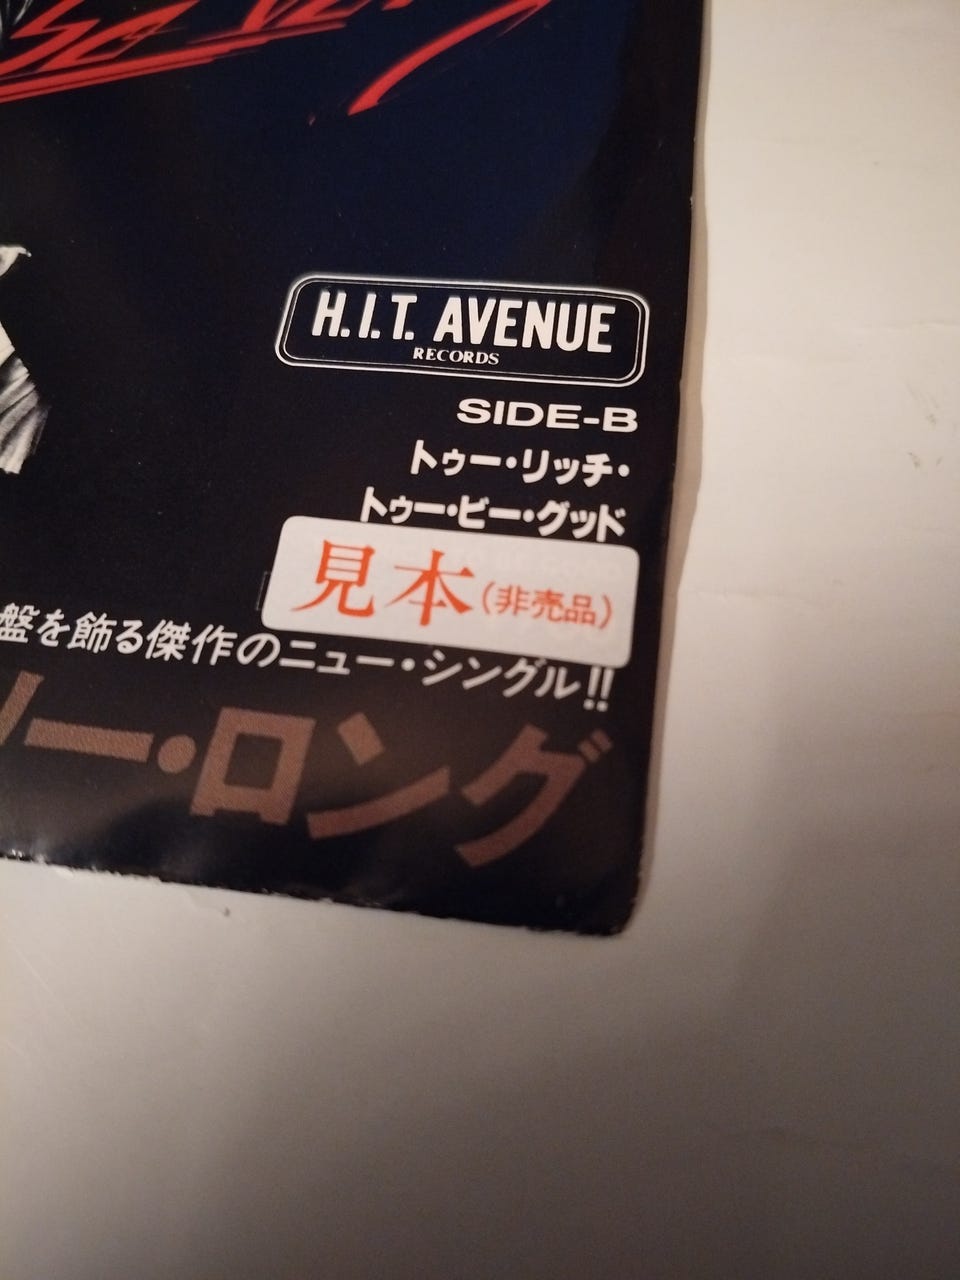 H.I.T. AVENUE
RECORDS
SIDE-B
トゥー・リッチ・
トゥー・ビー・グッド
見本(非売品)
盤を飾る傑作のニュー・シングル!!
リー・ロング